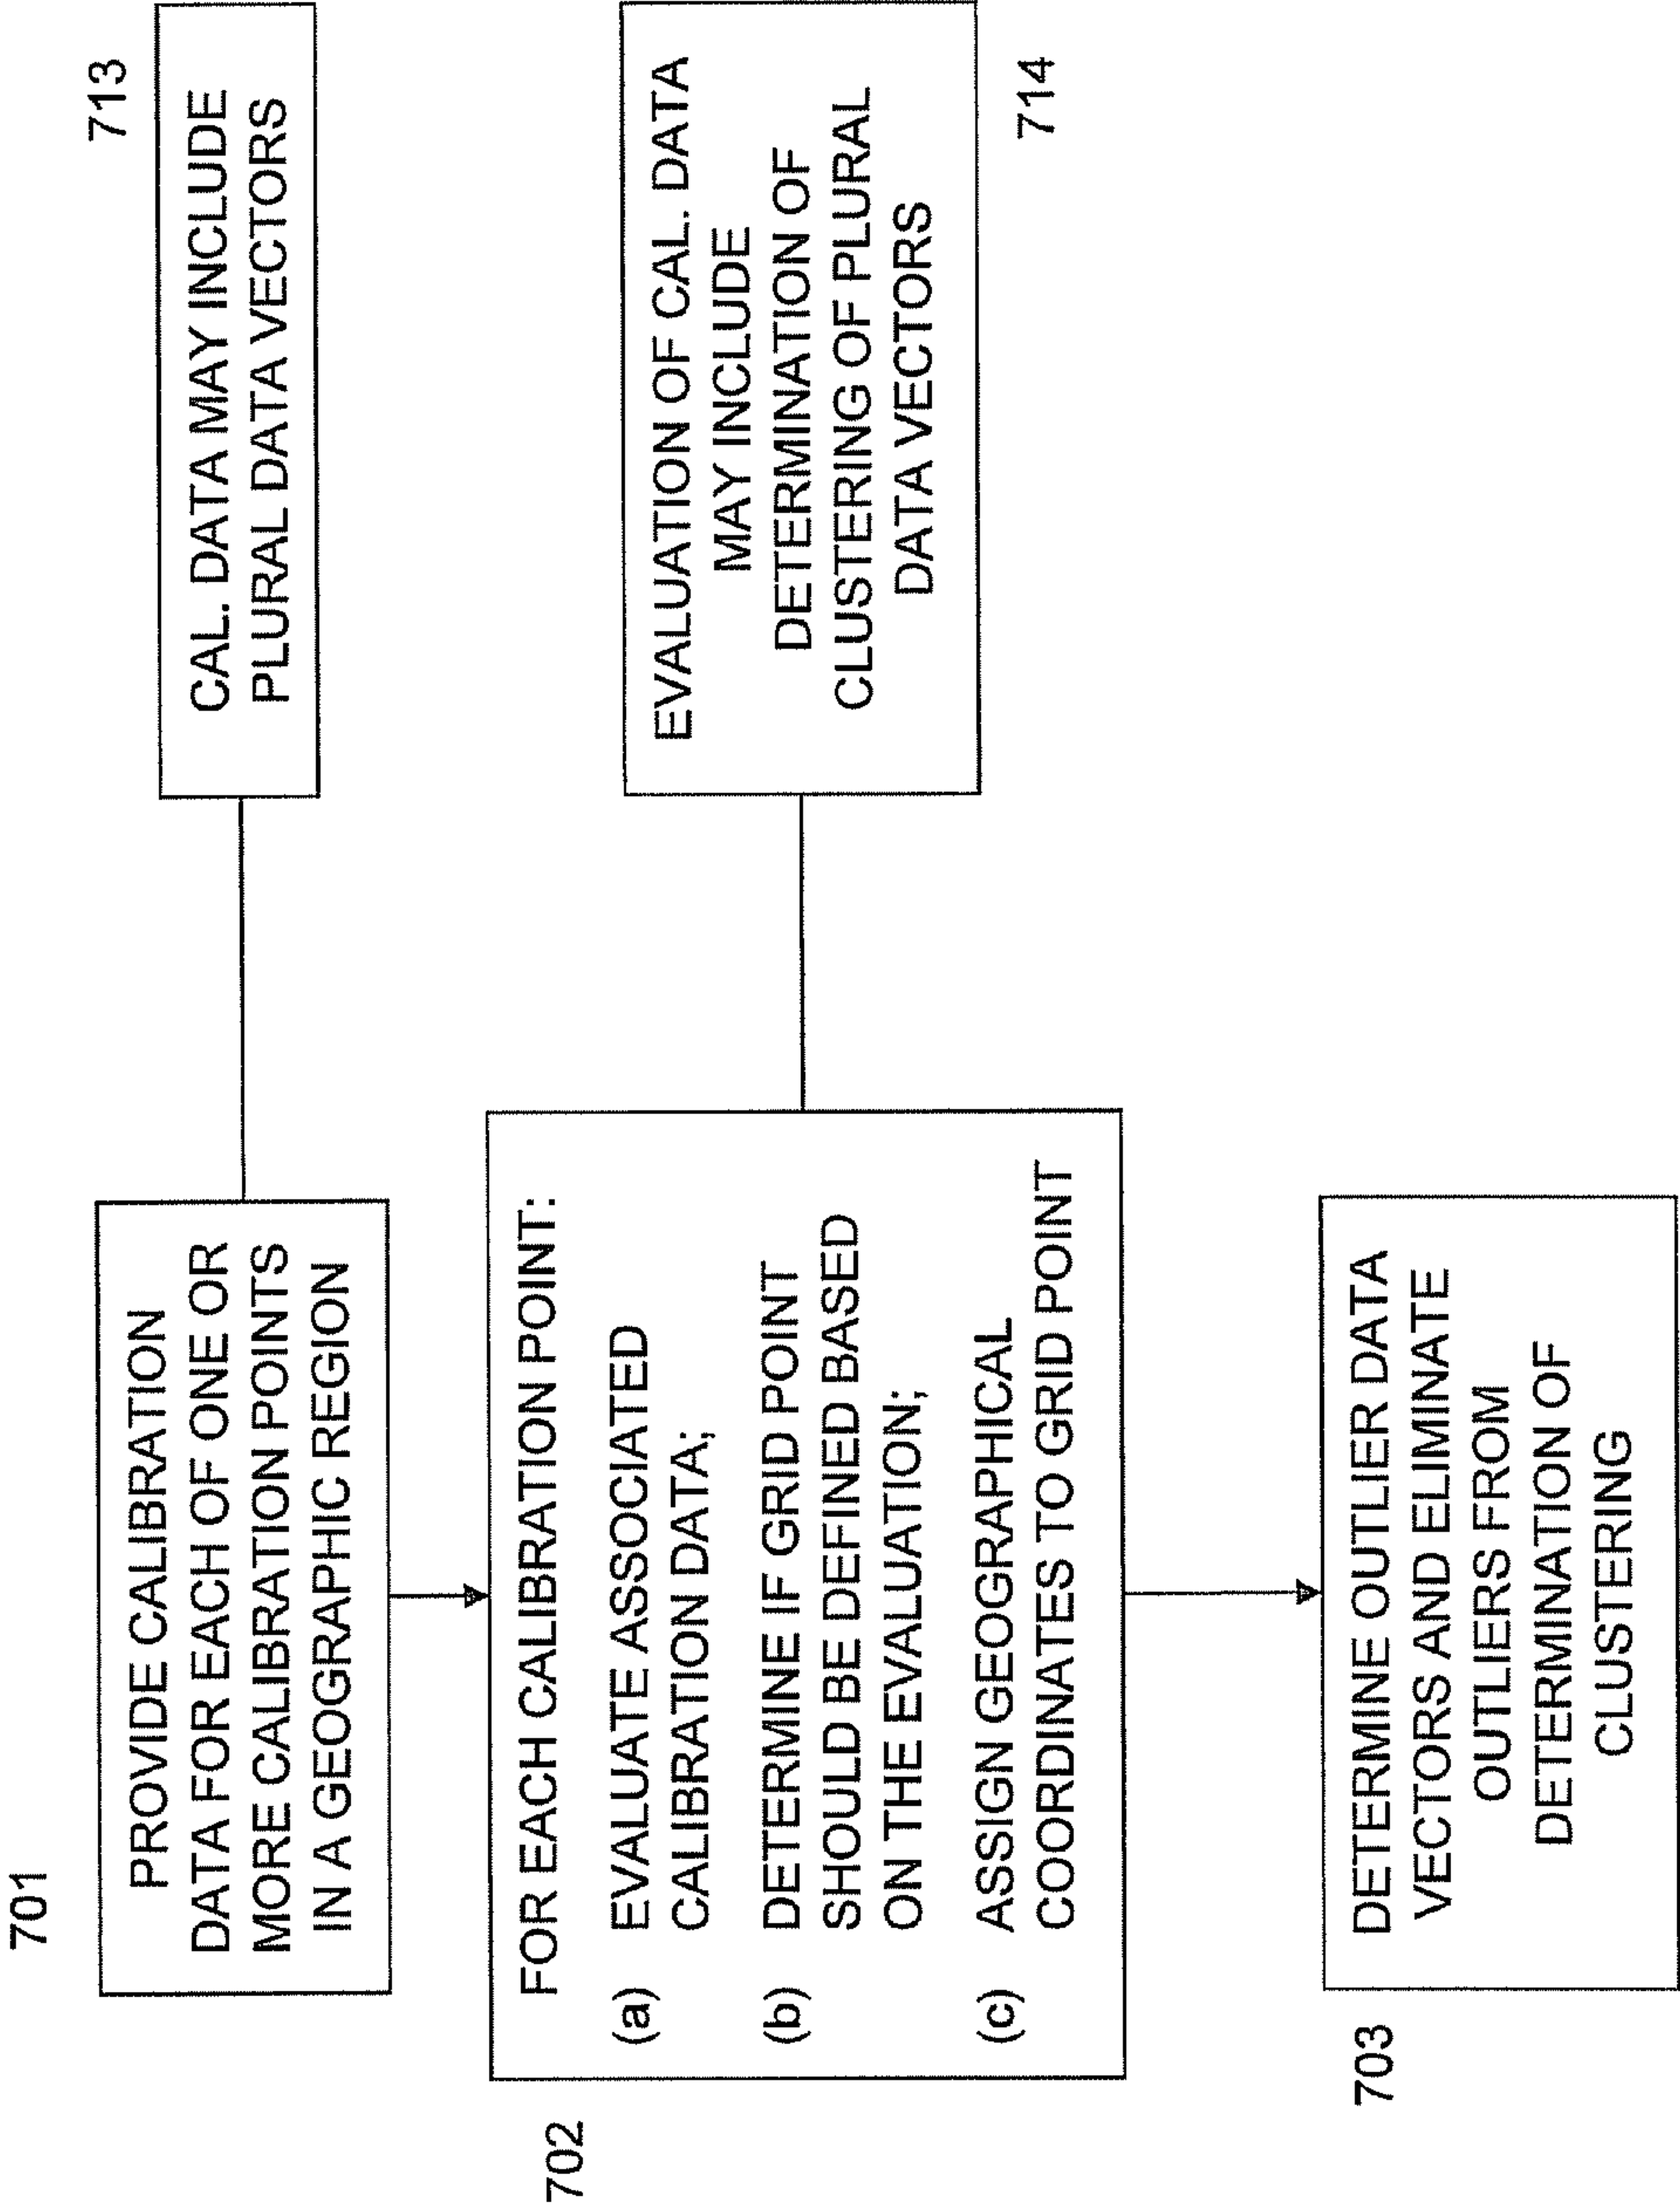 701
PROVIDE CALIBRATION
DATA FOR EACH OF ONE OR
MORE CALIBRATION POINTS
IN A GEOGRAPHIC REGION
713
CAL. DATA MAY INCLUDE
PLURAL DATA VECTORS
702
FOR EACH CALIBRATION POINT:
(a) EVALUATE ASSOCIATED
CALIBRATION DATA;
(b) DETERMINE IF GRID POINT
SHOULD BE DEFINED BASED
ON THE EVALUATION;
(c) ASSIGN GEOGRAPHICAL
COORDINATES TO GRID POINT
EVALUATION OF CAL. DATA
MAY INCLUDE
DETERMINATION OF
CLUSTERING OF PLURAL
DATA VECTORS
714
703
DETERMINE OUTLIER DATA
VECTORS AND ELIMINATE
OUTLIERS FROM
DETERMINATION OF
CLUSTERING